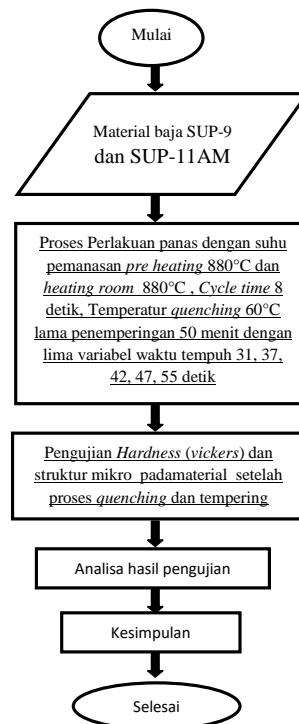 Mulai
Material baja SUP-9
dan SUP-11AM
Proses Perlakuan panas dengan suhu
pemanasan pre heating 880°C dan
heating room 880°C , Cycle time 8
detik, Temperatur quenching 60°C
lama penemperingan 50 menit dengan
lima variabel waktu tempuh 31, 37,
42, 47, 55 detik
Pengujian Hardness (vickers) dan
struktur mikro padamaterial setelah
proses quenching dan tempering
Analisa hasil pengujian
Kesimpulan
Selesai